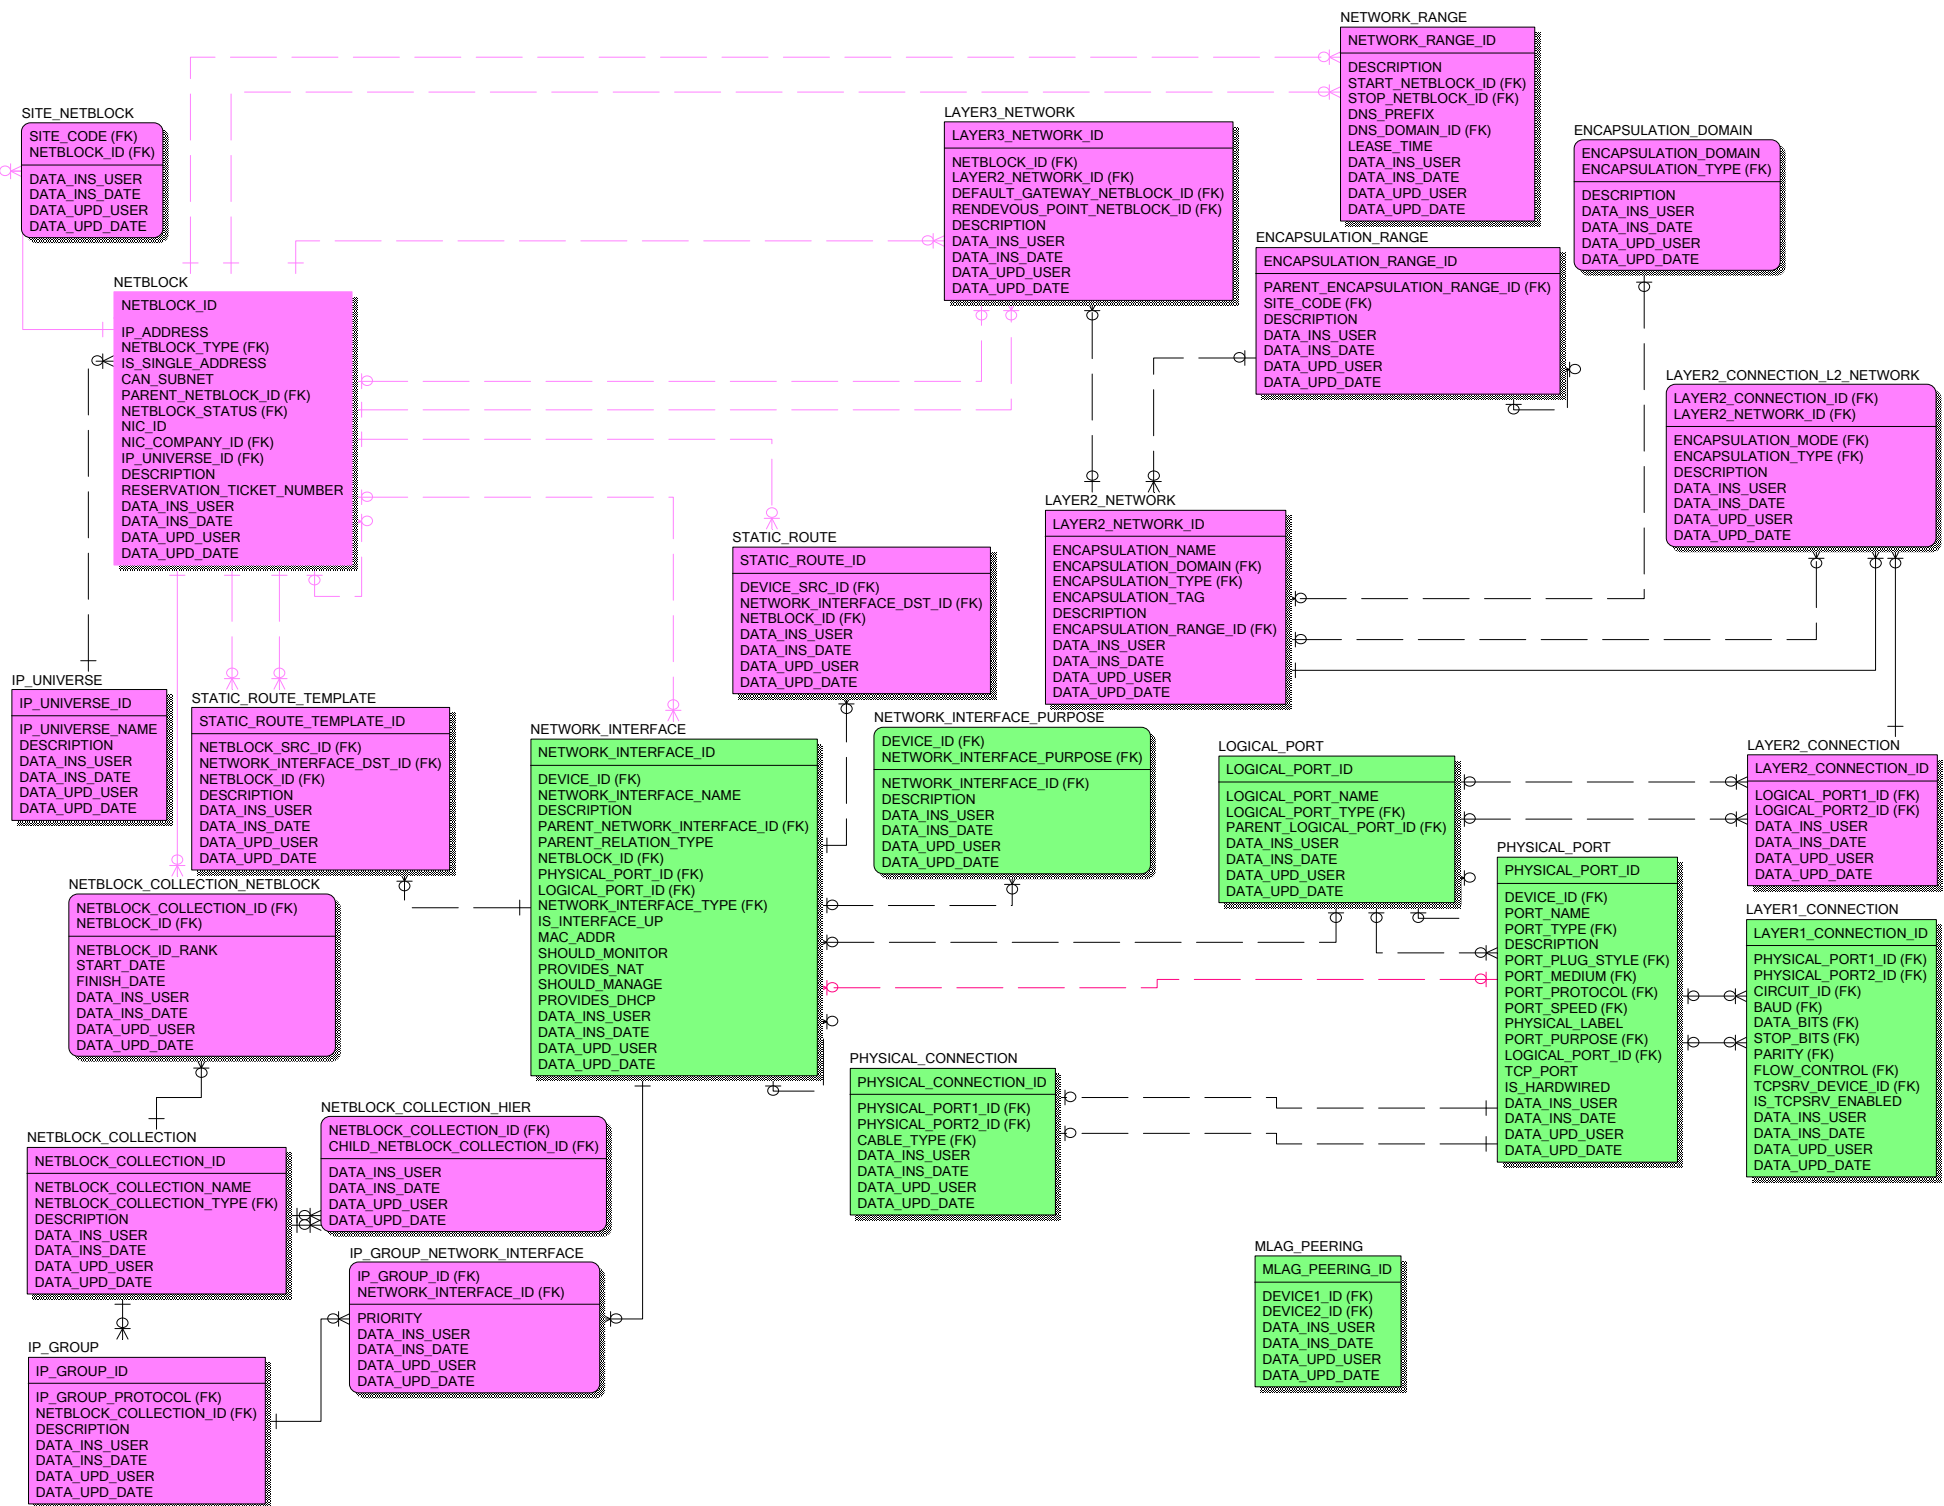 NETWORK_RANGE
NETWORK_RANGE_ID
DESCRIPTION
START_NETBLOCK_ID (FK)
STOP_NETBLOCK_ID (FK)
DNS_PREFIX
DNS_DOMAIN_ID (FK)
LEASE_TIME
DATA_INS_USER
DATA_INS_DATE
DATA_UPD_USER
DATA_UPD_DATE
SITE_NETBLOCK
SITE_CODE (FK)
NETBLOCK_ID (FK)
DATA_INS_USER
DATA_INS_DATE
DATA_UPD_USER
DATA_UPD_DATE
LAYER3_NETWORK
LAYER3_NETWORK_ID
NETBLOCK_ID (FK)
LAYER2_NETWORK_ID (FK)
DEFAULT_GATEWAY_NETBLOCK_ID (FK)
RENDEVOUS_POINT_NETBLOCK_ID (FK)
DESCRIPTION
DATA_INS_USER
DATA_INS_DATE
DATA_UPD_USER
DATA_UPD_DATE
ENCAPSULATION_DOMAIN
ENCAPSULATION_DOMAIN
ENCAPSULATION_TYPE (FK)
DESCRIPTION
DATA_INS_USER
DATA_INS_DATE
DATA_UPD_USER
DATA_UPD_DATE
ENCAPSULATION_RANGE
ENCAPSULATION_RANGE_ID
PARENT_ENCAPSULATION_RANGE_ID (FK)
SITE_CODE (FK)
DESCRIPTION
DATA_INS_USER
DATA_INS_DATE
DATA_UPD_USER
DATA_UPD_DATE
NETBLOCK
NETBLOCK_ID
IP_ADDRESS
NETBLOCK_TYPE (FK)
IS_SINGLE_ADDRESS
CAN_SUBNET
PARENT_NETBLOCK_ID (FK)
NETBLOCK_STATUS (FK)
NIC_ID
NIC_COMPANY_ID (FK)
IP_UNIVERSE_ID (FK)
DESCRIPTION
RESERVATION_TICKET_NUMBER
DATA_INS_USER
DATA_INS_DATE
DATA_UPD_USER
DATA_UPD_DATE
LAYER2_CONNECTION_L2_NETWORK
LAYER2_CONNECTION_ID (FK)
LAYER2_NETWORK_ID (FK)
ENCAPSULATION_MODE (FK)
ENCAPSULATION_TYPE (FK)
DESCRIPTION
DATA_INS_USER
DATA_INS_DATE
DATA_UPD_USER
DATA_UPD_DATE
LAYER2_NETWORK
LAYER2_NETWORK_ID
ENCAPSULATION_NAME
ENCAPSULATION_DOMAIN (FK)
ENCAPSULATION_TYPE (FK)
ENCAPSULATION_TAG
DESCRIPTION
ENCAPSULATION_RANGE_ID (FK)
DATA_INS_USER
DATA_INS_DATE
DATA_UPD_USER
DATA_UPD_DATE
STATIC_ROUTE
STATIC_ROUTE_ID
DEVICE_SRC_ID (FK)
NETWORK_INTERFACE_DST_ID (FK)
NETBLOCK_ID (FK)
DATA_INS_USER
DATA_INS_DATE
DATA_UPD_USER
DATA_UPD_DATE
IP_UNIVERSE
IP_UNIVERSE_ID
IP_UNIVERSE_NAME
DESCRIPTION
DATA_INS_USER
DATA_INS_DATE
DATA_UPD_USER
DATA_UPD_DATE
STATIC_ROUTE_TEMPLATE
STATIC_ROUTE_TEMPLATE_ID
NETBLOCK_SRC_ID (FK)
NETWORK_INTERFACE_DST_ID (FK)
NETBLOCK_ID (FK)
DESCRIPTION
DATA_INS_USER
DATA_INS_DATE
DATA_UPD_USER
DATA_UPD_DATE
NETWORK_INTERFACE
NETWORK_INTERFACE_ID
DEVICE_ID (FK)
NETWORK_INTERFACE_NAME
DESCRIPTION
PARENT_NETWORK_INTERFACE_ID (FK)
PARENT_RELATION_TYPE
NETBLOCK_ID (FK)
PHYSICAL_PORT_ID (FK)
LOGICAL_PORT_ID (FK)
NETWORK_INTERFACE_TYPE (FK)
IS_INTERFACE_UP
MAC_ADDR
SHOULD_MONITOR
PROVIDES_NAT
SHOULD_MANAGE
PROVIDES_DHCP
DATA_INS_USER
DATA_INS_DATE
DATA_UPD_USER
DATA_UPD_DATE
NETWORK_INTERFACE_PURPOSE
DEVICE_ID (FK)
NETWORK_INTERFACE_PURPOSE (FK)
NETWORK_INTERFACE_ID (FK)
DESCRIPTION
DATA_INS_USER
DATA_INS_DATE
DATA_UPD_USER
DATA_UPD_DATE
LOGICAL_PORT
LOGICAL_PORT_ID
LOGICAL_PORT_NAME
LOGICAL_PORT_TYPE (FK)
PARENT_LOGICAL_PORT_ID (FK)
DATA_INS_USER
DATA_INS_DATE
DATA_UPD_USER
DATA_UPD_DATE
LAYER2_CONNECTION
LAYER2_CONNECTION_ID
LOGICAL_PORT1_ID (FK)
LOGICAL_PORT2_ID (FK)
DATA_INS_USER
DATA_INS_DATE
DATA_UPD_USER
DATA_UPD_DATE
PHYSICAL_PORT
PHYSICAL_PORT_ID
DEVICE_ID (FK)
PORT_NAME
PORT_TYPE (FK)
DESCRIPTION
PORT_PLUG_STYLE (FK)
PORT_MEDIUM (FK)
PORT_PROTOCOL (FK)
PORT_SPEED (FK)
PHYSICAL_LABEL
PORT_PURPOSE (FK)
LOGICAL_PORT_ID (FK)
TCP_PORT
IS_HARDWIRED
DATA_INS_USER
DATA_INS_DATE
DATA_UPD_USER
DATA_UPD_DATE
LAYER1_CONNECTION
LAYER1_CONNECTION_ID
PHYSICAL_PORT1_ID (FK)
PHYSICAL_PORT2_ID (FK)
CIRCUIT_ID (FK)
BAUD (FK)
DATA_BITS (FK)
STOP_BITS (FK)
PARITY (FK)
FLOW_CONTROL (FK)
TCPSRV_DEVICE_ID (FK)
IS_TCPSRV_ENABLED
DATA_INS_USER
DATA_INS_DATE
DATA_UPD_USER
DATA_UPD_DATE
NETBLOCK_COLLECTION_NETBLOCK
NETBLOCK_COLLECTION_ID (FK)
NETBLOCK_ID (FK)
NETBLOCK_ID_RANK
START_DATE
FINISH_DATE
DATA_INS_USER
DATA_INS_DATE
DATA_UPD_USER
DATA_UPD_DATE
PHYSICAL_CONNECTION
PHYSICAL_CONNECTION_ID
PHYSICAL_PORT1_ID (FK)
PHYSICAL_PORT2_ID (FK)
CABLE_TYPE (FK)
DATA_INS_USER
DATA_INS_DATE
DATA_UPD_USER
DATA_UPD_DATE
NETBLOCK_COLLECTION_HIER
NETBLOCK_COLLECTION_ID (FK)
CHILD_NETBLOCK_COLLECTION_ID (FK)
DATA_INS_USER
DATA_INS_DATE
DATA_UPD_USER
DATA_UPD_DATE
NETBLOCK_COLLECTION
NETBLOCK_COLLECTION_ID
NETBLOCK_COLLECTION_NAME
NETBLOCK_COLLECTION_TYPE (FK)
DESCRIPTION
DATA_INS_USER
DATA_INS_DATE
DATA_UPD_USER
DATA_UPD_DATE
IP_GROUP_NETWORK_INTERFACE
IP_GROUP_ID (FK)
NETWORK_INTERFACE_ID (FK)
PRIORITY
DATA_INS_USER
DATA_INS_DATE
DATA_UPD_USER
DATA_UPD_DATE
MLAG_PEERING
MLAG_PEERING_ID
DEVICE1_ID (FK)
DEVICE2_ID (FK)
DATA_INS_USER
DATA_INS_DATE
DATA_UPD_USER
DATA_UPD_DATE
IP_GROUP
IP_GROUP_ID
IP_GROUP_PROTOCOL (FK)
NETBLOCK_COLLECTION_ID (FK)
DESCRIPTION
DATA_INS_USER
DATA_INS_DATE
DATA_UPD_USER
DATA_UPD_DATE